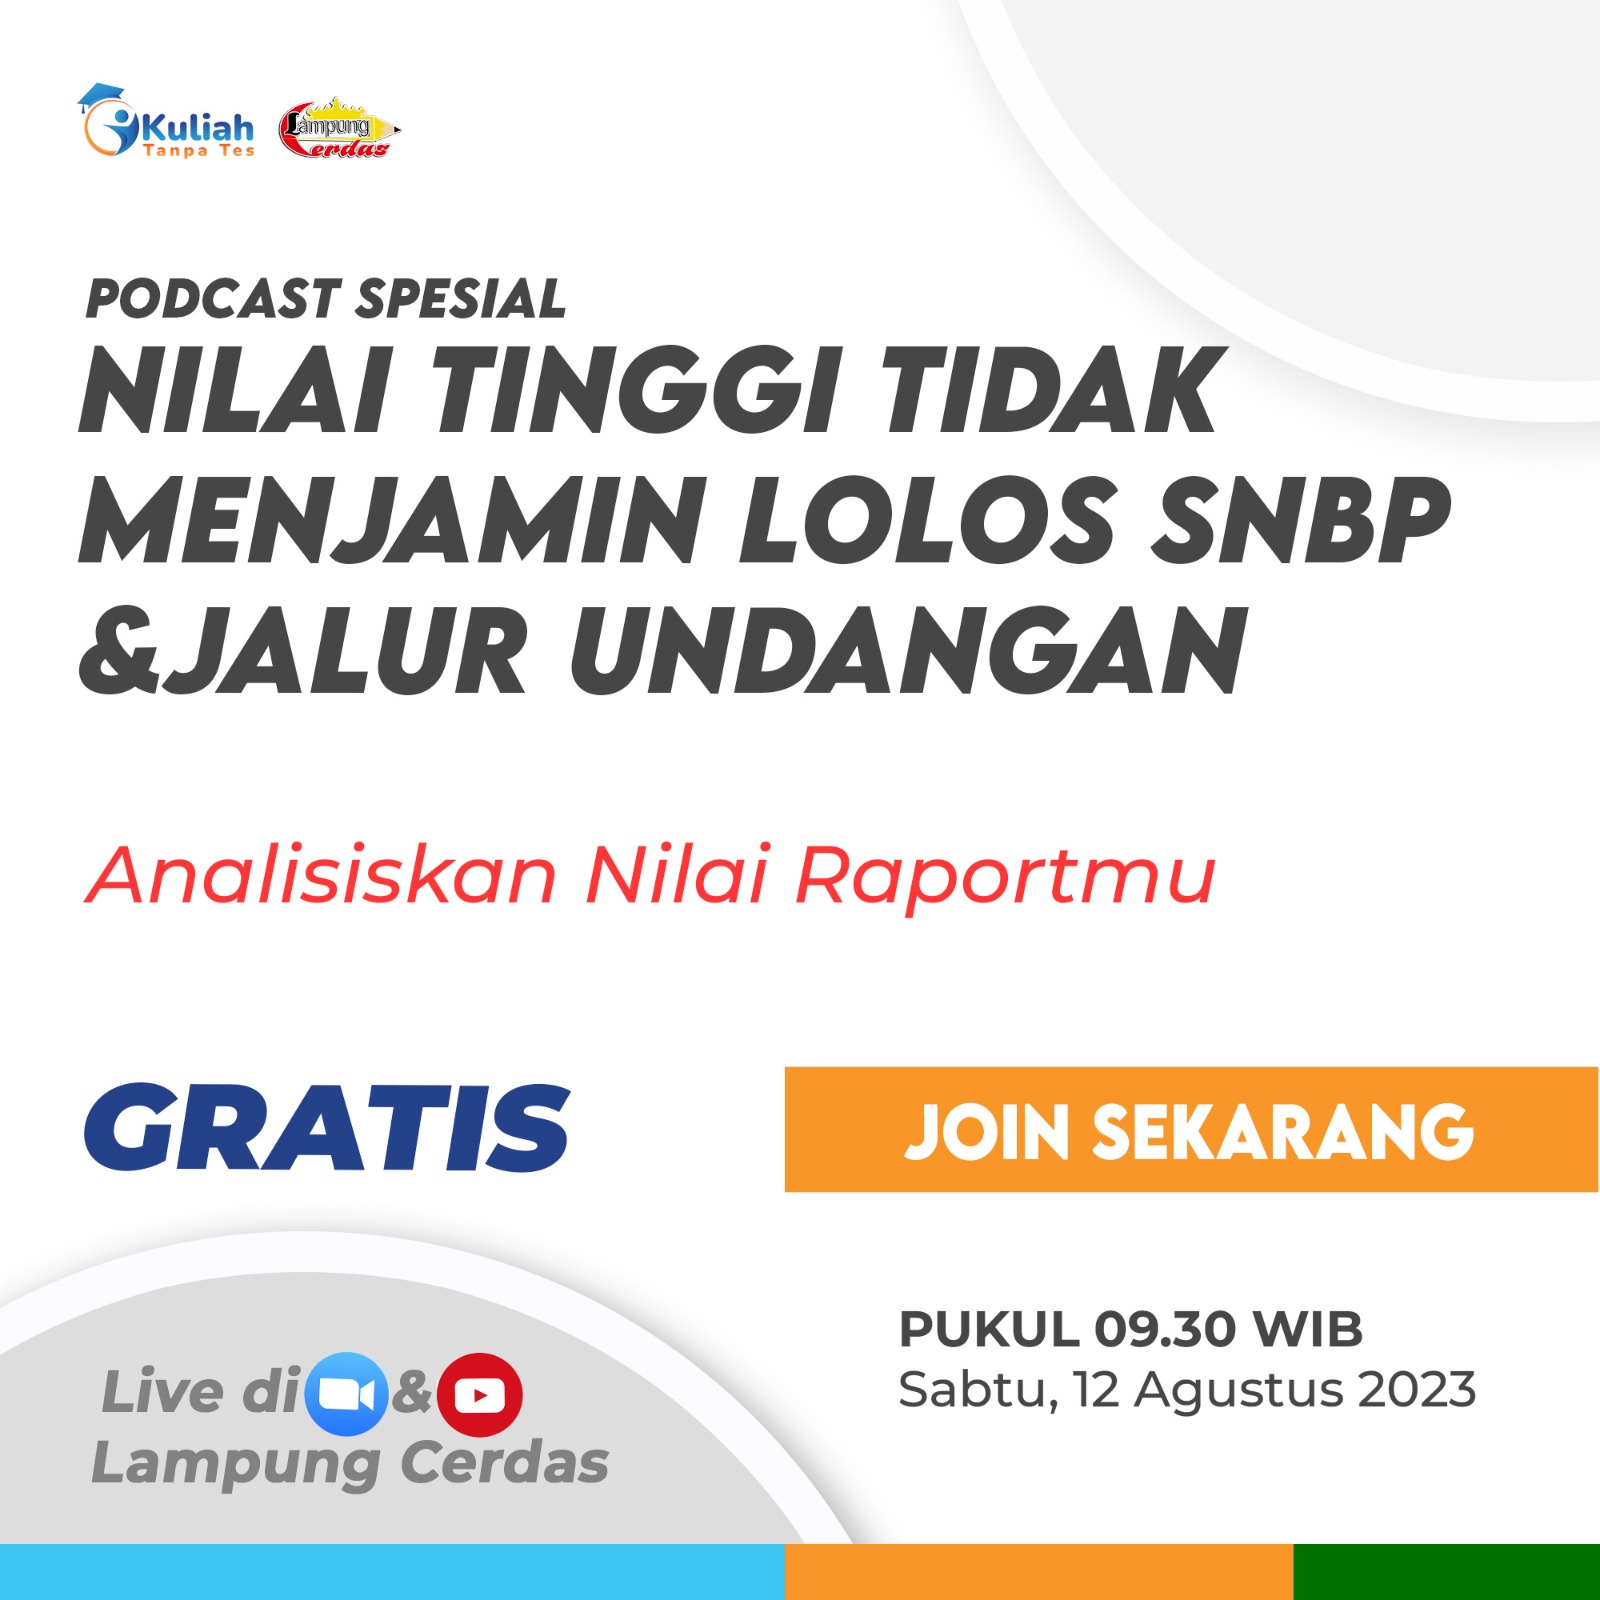 Kuliah
Tanpa Tes
Lampung
Cerdas
PODCAST SPESIAL
NILAI TINGGI TIDAK
MENJAMIN LOLOS SNBP
&JALUR UNDANGAN
Analisiskan Nilai Raportmu
GRATIS
JOIN SEKARANG
Live di &
Lampung Cerdas
PUKUL 09.30 WIB
Sabtu, 12 Agustus 2023